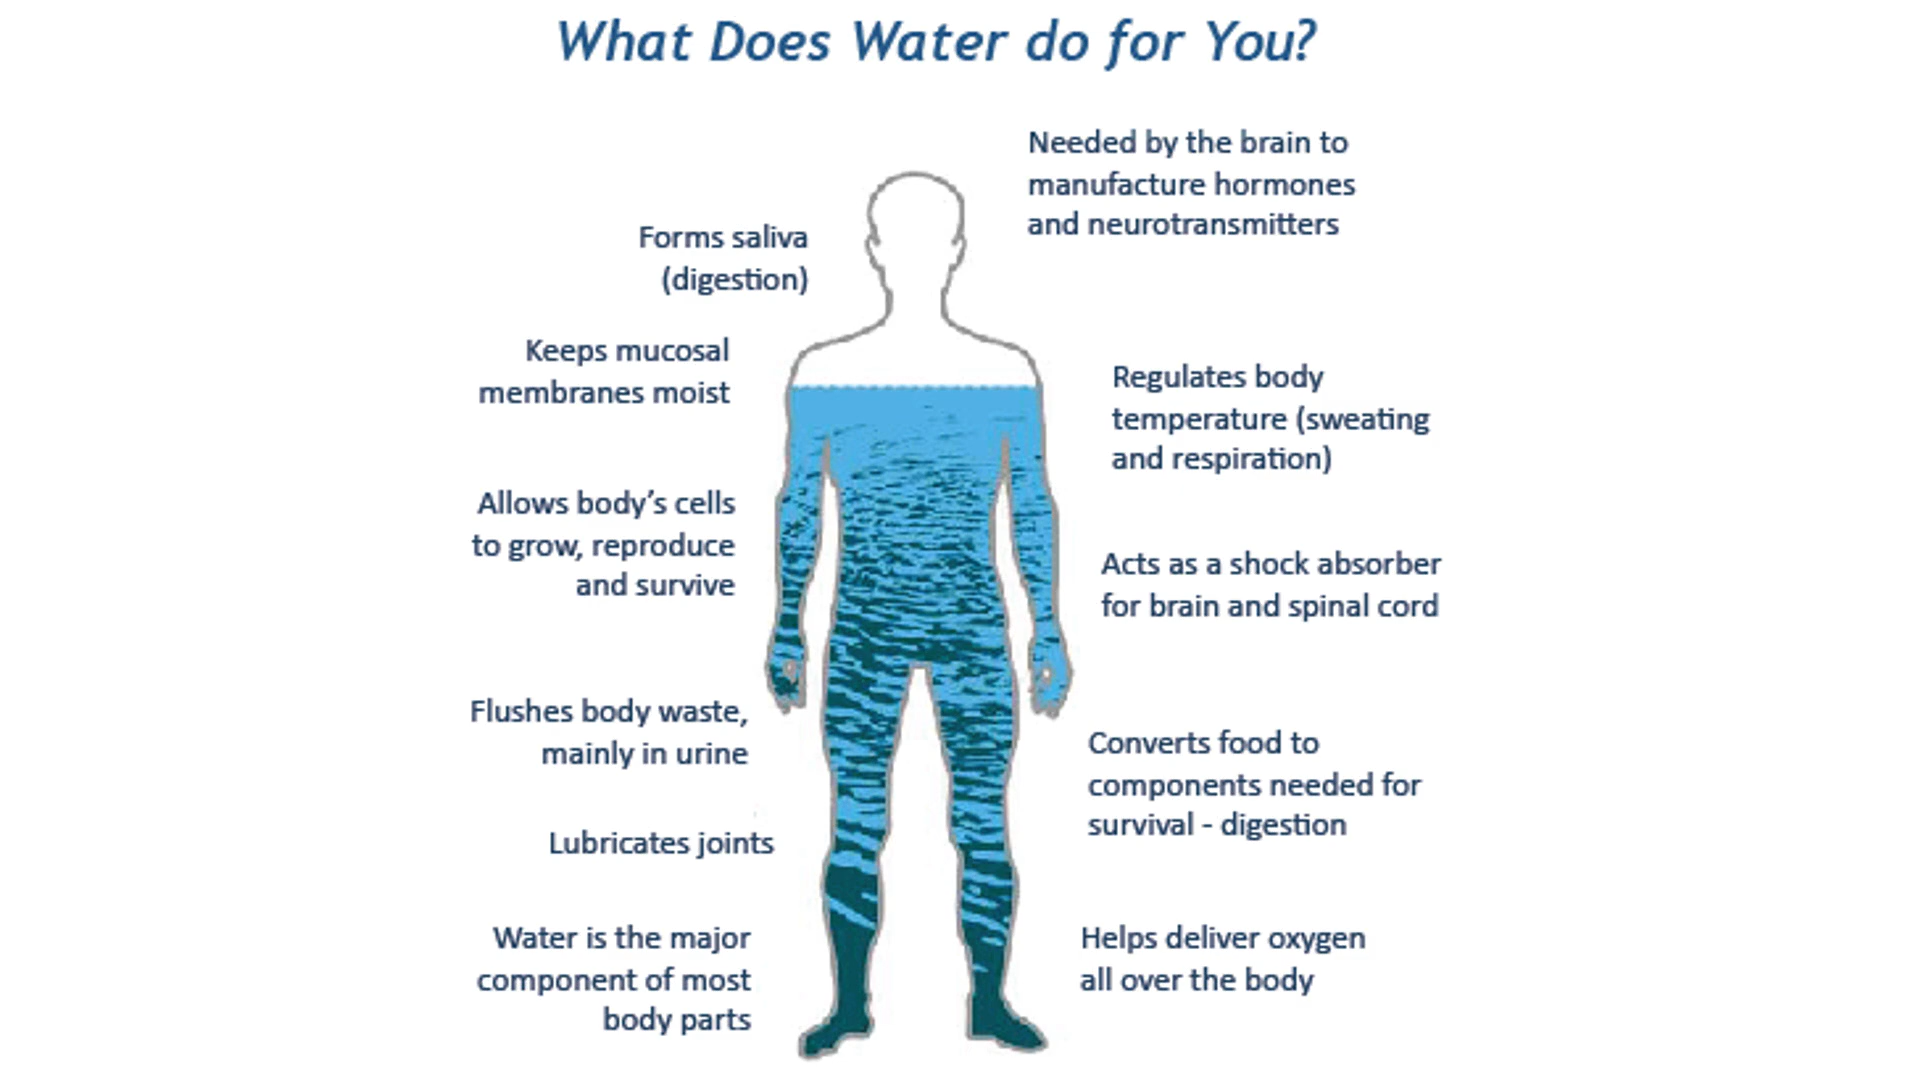 What Does Water do for You?
Needed by the brain to
manufacture hormones
and neurotransmitters
Forms saliva
(digestion)
Keeps mucosal
membranes moist
Regulates body
temperature (sweating
and respiration)
Allows body’s cells
to grow, reproduce
and survive
Acts as a shock absorber
for brain and spinal cord
Flushes body waste,
mainly in urine
Converts food to
components needed for
survival - digestion
Lubricates joints
Water is the major
component of most
body parts
Helps deliver oxygen
all over the body